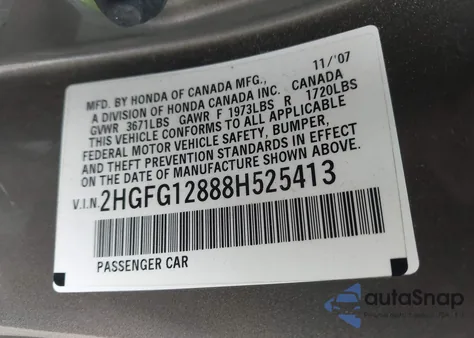 11/'07
MFD. BY HONDA OF CANADA MFG.,
A DIVISION OF HONDA CANADA INC. CANADA
GVWR 3671LBS GAWR F 1973LBS R 1720LBS
THIS VEHICLE CONFORMS TO ALL APPLICABLE
FEDERAL MOTOR VEHICLE SAFETY, BUMPER,
AND THEFT PREVENTION STANDARDS IN EFFECT
ON THE DATE OF MANUFACTURE SHOWN ABOVE.
V.I.N. 2HGFG12888H525413
PASSENGER CAR
autoSnap